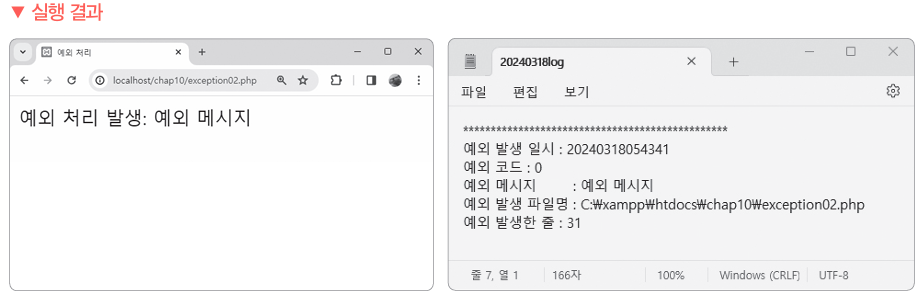 ▼ 실행 결과
예외 처리
localhost/chap10/exception02.php
예외 처리 발생: 예외 메시지
20240318log
파일 편집 보기
************************************************
예외 발생 일시 : 20240318054341
예외 코드 : 0
예외 메시지 : 예외 메시지
예외 발생 파일명 : C:₩xampp₩htdocs₩chap10₩exception02.php
예외 발생한 줄 : 31
줄 7, 열 1 166자 100% Windows (CRLF) UTF-8